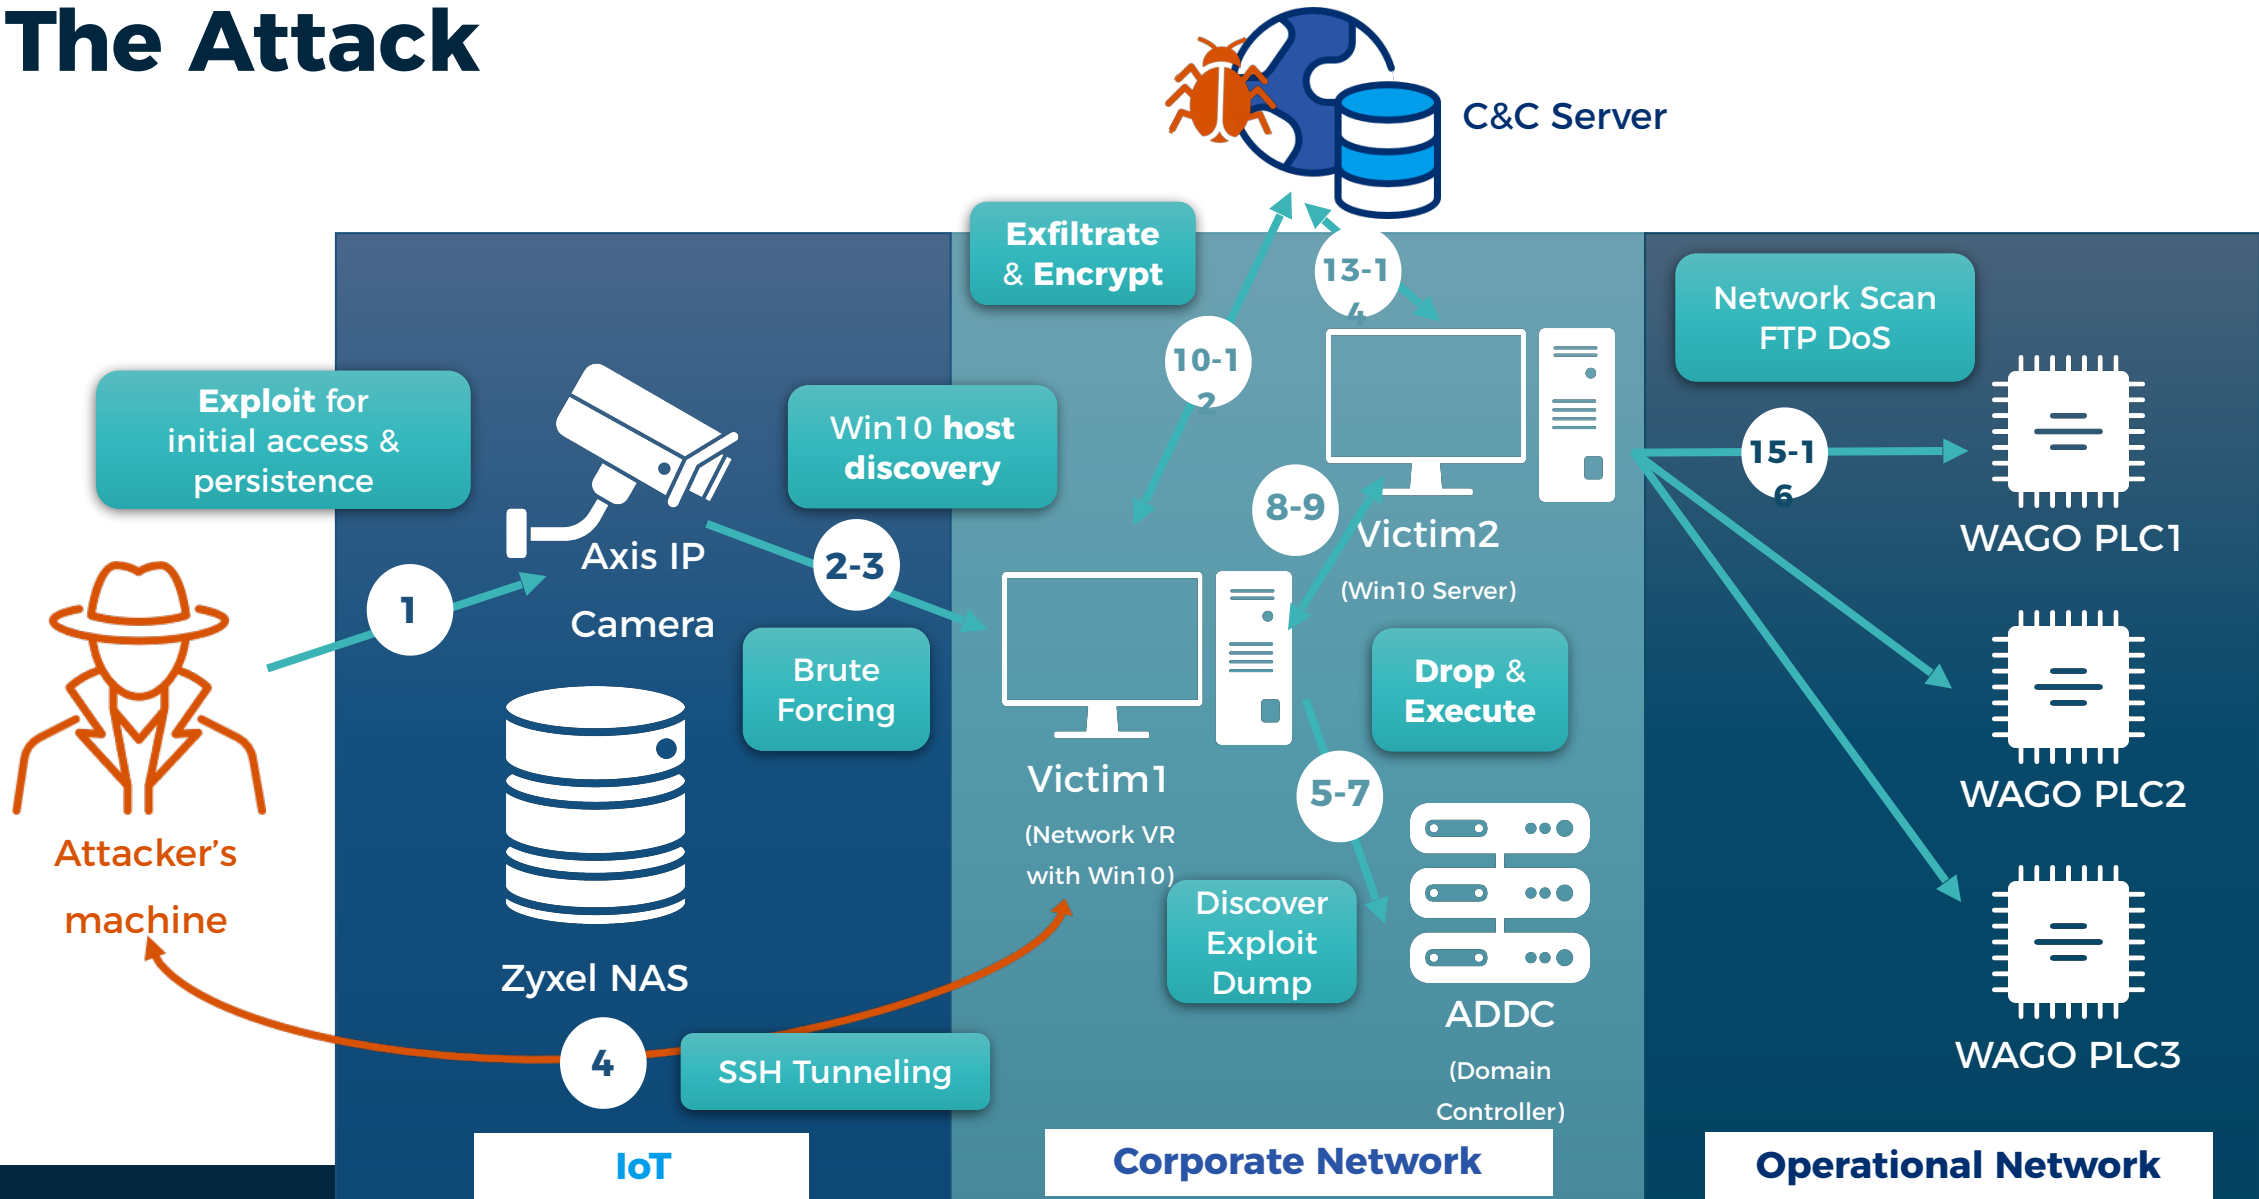 The Attack
C&C Server
Exfiltrate
& Encrypt
13-1
4
Network Scan
FTP DoS
10-1
2
Exploit for
initial access &
persistence
Win10 host
discovery
15-1
6
8-9
Victim2
(Win10 Server)
WAGO PLC1
Axis IP
Camera
2-3
1
Brute
Forcing
Drop &
Execute
Victim1
(Network VR
with Win10)
5-7
WAGO PLC2
Attacker’s
machine
Discover
Exploit
Dump
Zyxel NAS
ADDC
(Domain
Controller)
WAGO PLC3
4
SSH Tunneling
IoT
Corporate Network
Operational Network